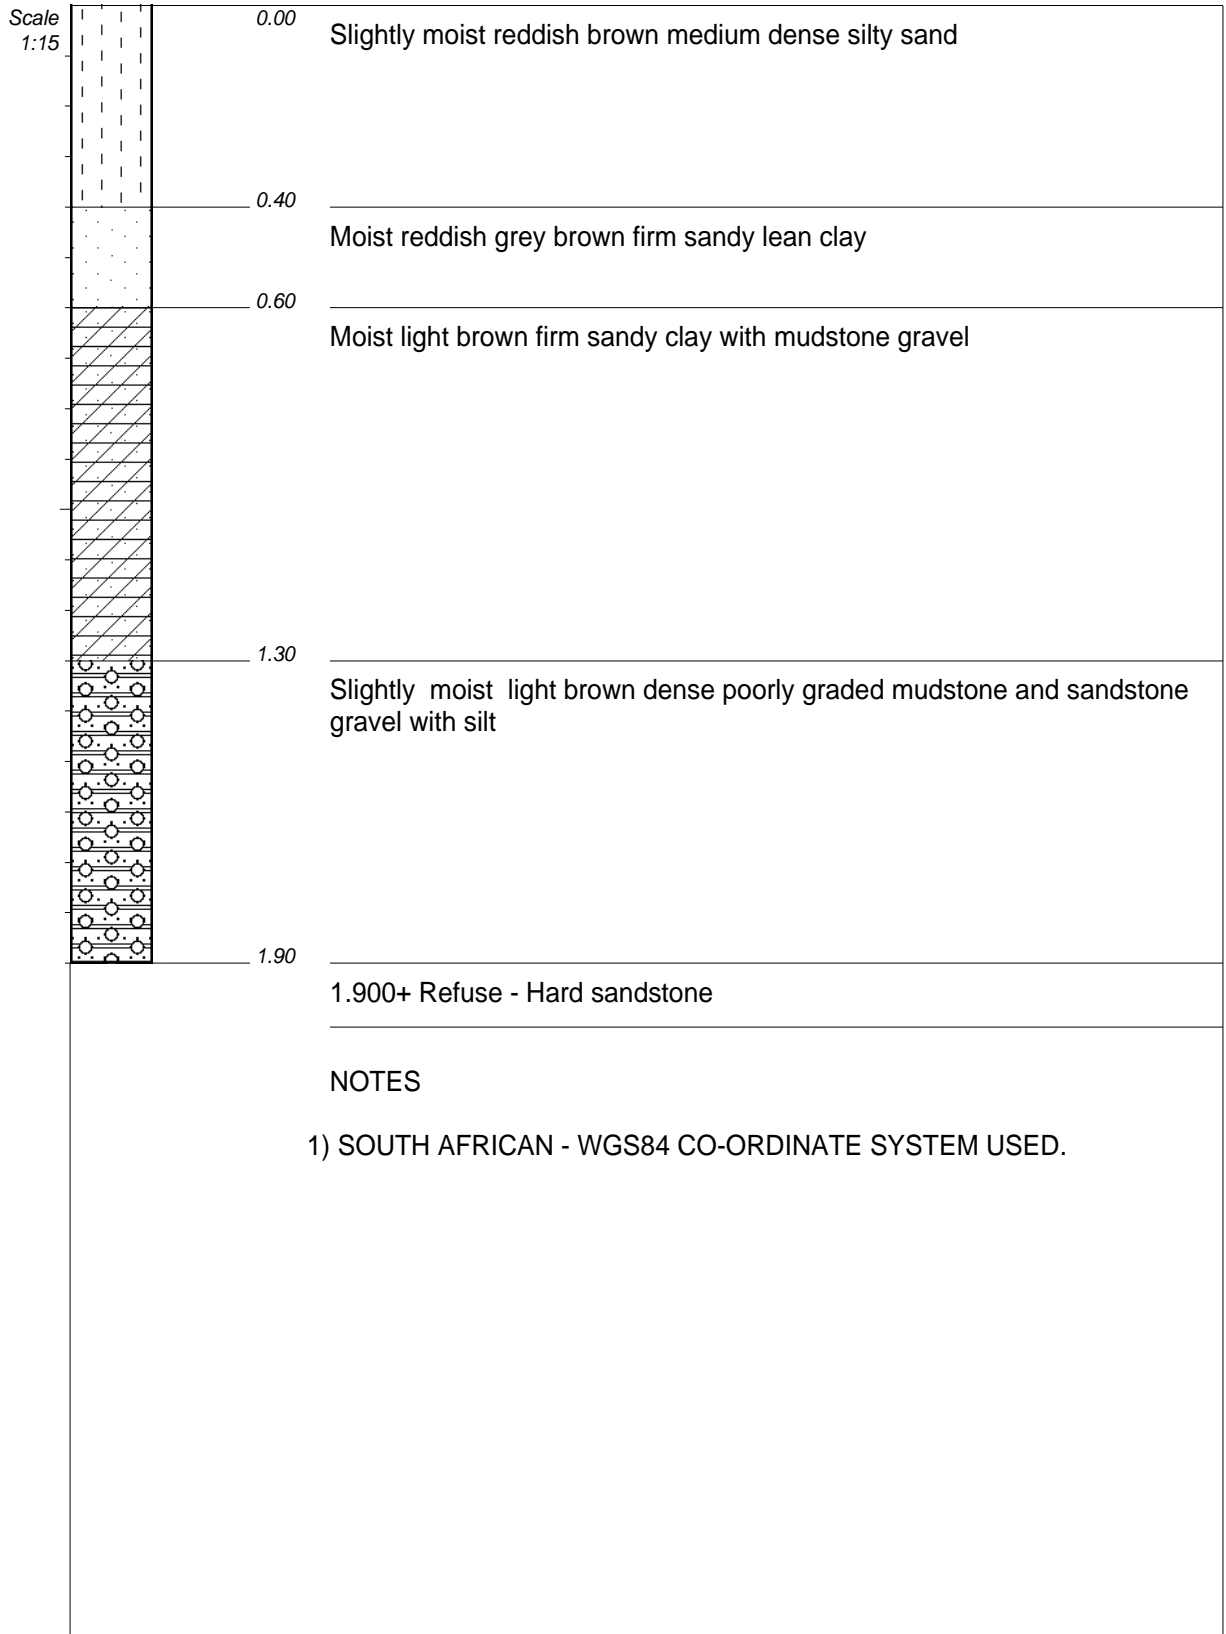 Scale
1:15
0.00
Slightly moist reddish brown medium dense silty sand
0.40
Moist reddish grey brown firm sandy lean clay
0.60
Moist light brown firm sandy clay with mudstone gravel
1.30
Slightly  moist  light brown dense poorly graded mudstone and sandstone
gravel with silt
1.90
1.900+ Refuse - Hard sandstone
NOTES
1) SOUTH AFRICAN - WGS84 CO-ORDINATE SYSTEM USED.